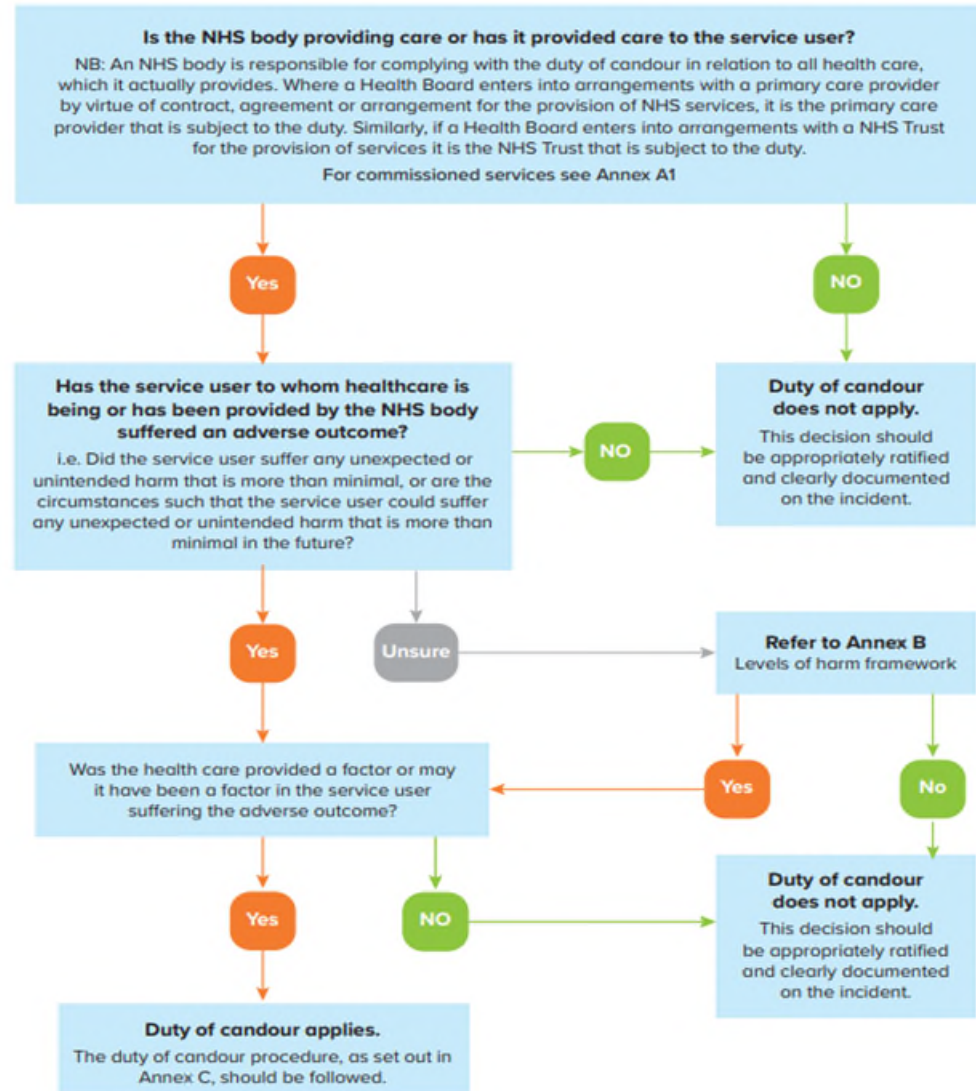 Is the NHS body providing care or has it provided care to the service user?
NB: An NHS body is responsible for complying with the duty of candour in relation to all health care,
which it actually provides. Where a Health Board enters into arrangements with a primary care provider
by virtue of contract, agreement or arrangement for the provision of NHS services, it is the primary care
provider that is subject to the duty. Similarly, if a Health Board enters into arrangements with a NHS Trust
for the provision of services it is the NHS Trust that is subject to the duty.
For commissioned services see Annex A1
Yes
NO
Has the service user to whom healthcare is
being or has been provided by the NHS body
suffered an adverse outcome?
i.e. Did the service user suffer any unexpected or
unintended harm that is more than minimal, or are the
circumstances such that the service user could suffer
any unexpected or unintended harm that is more than
minimal in the future?
NO
Duty of candour
does not apply.
This decision should
be appropriately ratified
and clearly documented
on the incident.
Yes
Unsure
Refer to Annex B
Levels of harm framework
Was the health care provided a factor or may
it have been a factor in the service user
suffering the adverse outcome?
Yes
No
Yes
NO
Duty of candour
does not apply.
This decision should
be appropriately ratified
and clearly documented
on the incident.
Duty of candour applies.
The duty of candour procedure, as set out in
Annex C, should be followed.